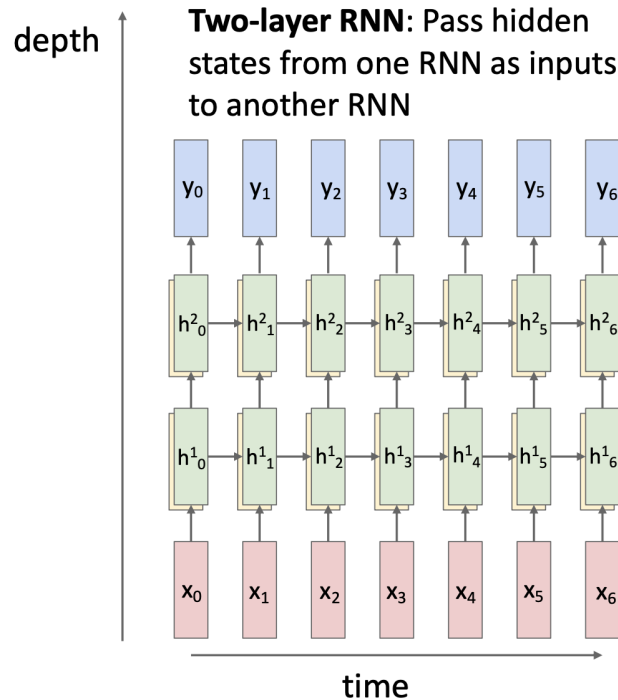 depth
Two-layer RNN: Pass hidden
states from one RNN as inputs
to another RNN
y₀ y₁ y₂ y₃ y₄ y₅ y₆
h²₀ h²₁ h²₂ h²₃ h²₄ h²₅ h²₆
h¹₀ h¹₁ h¹₂ h¹₃ h¹₄ h¹₅ h¹₆
x₀ x₁ x₂ x₃ x₄ x₅ x₆
time